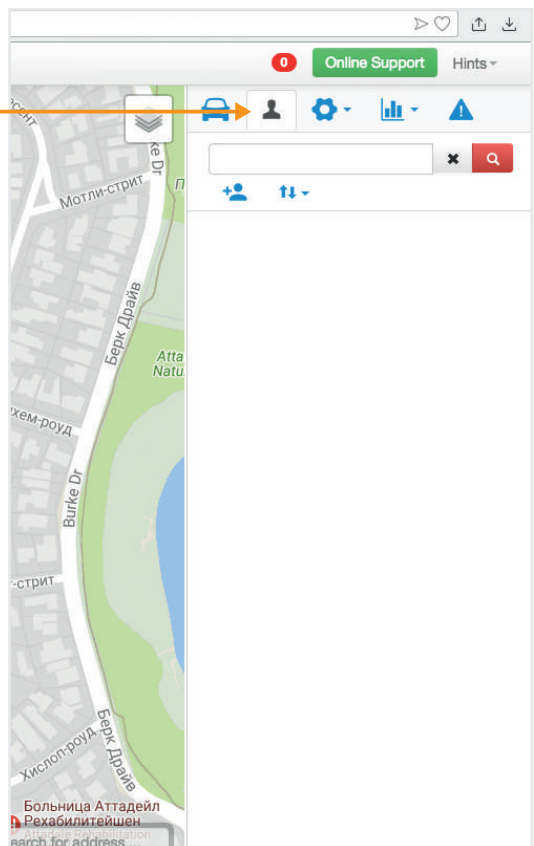 0
Online Support
Hints
ке Dr
Мотли-стрит
П
Берк Драйв
Atta
Natu
хем-роуд
Burke Dr
-стрит
Берк Драйв
Хислоп-роуд
Больница Аттадейл
Рехабилитейшен
Attadale Rehabilitation
earch for address ...